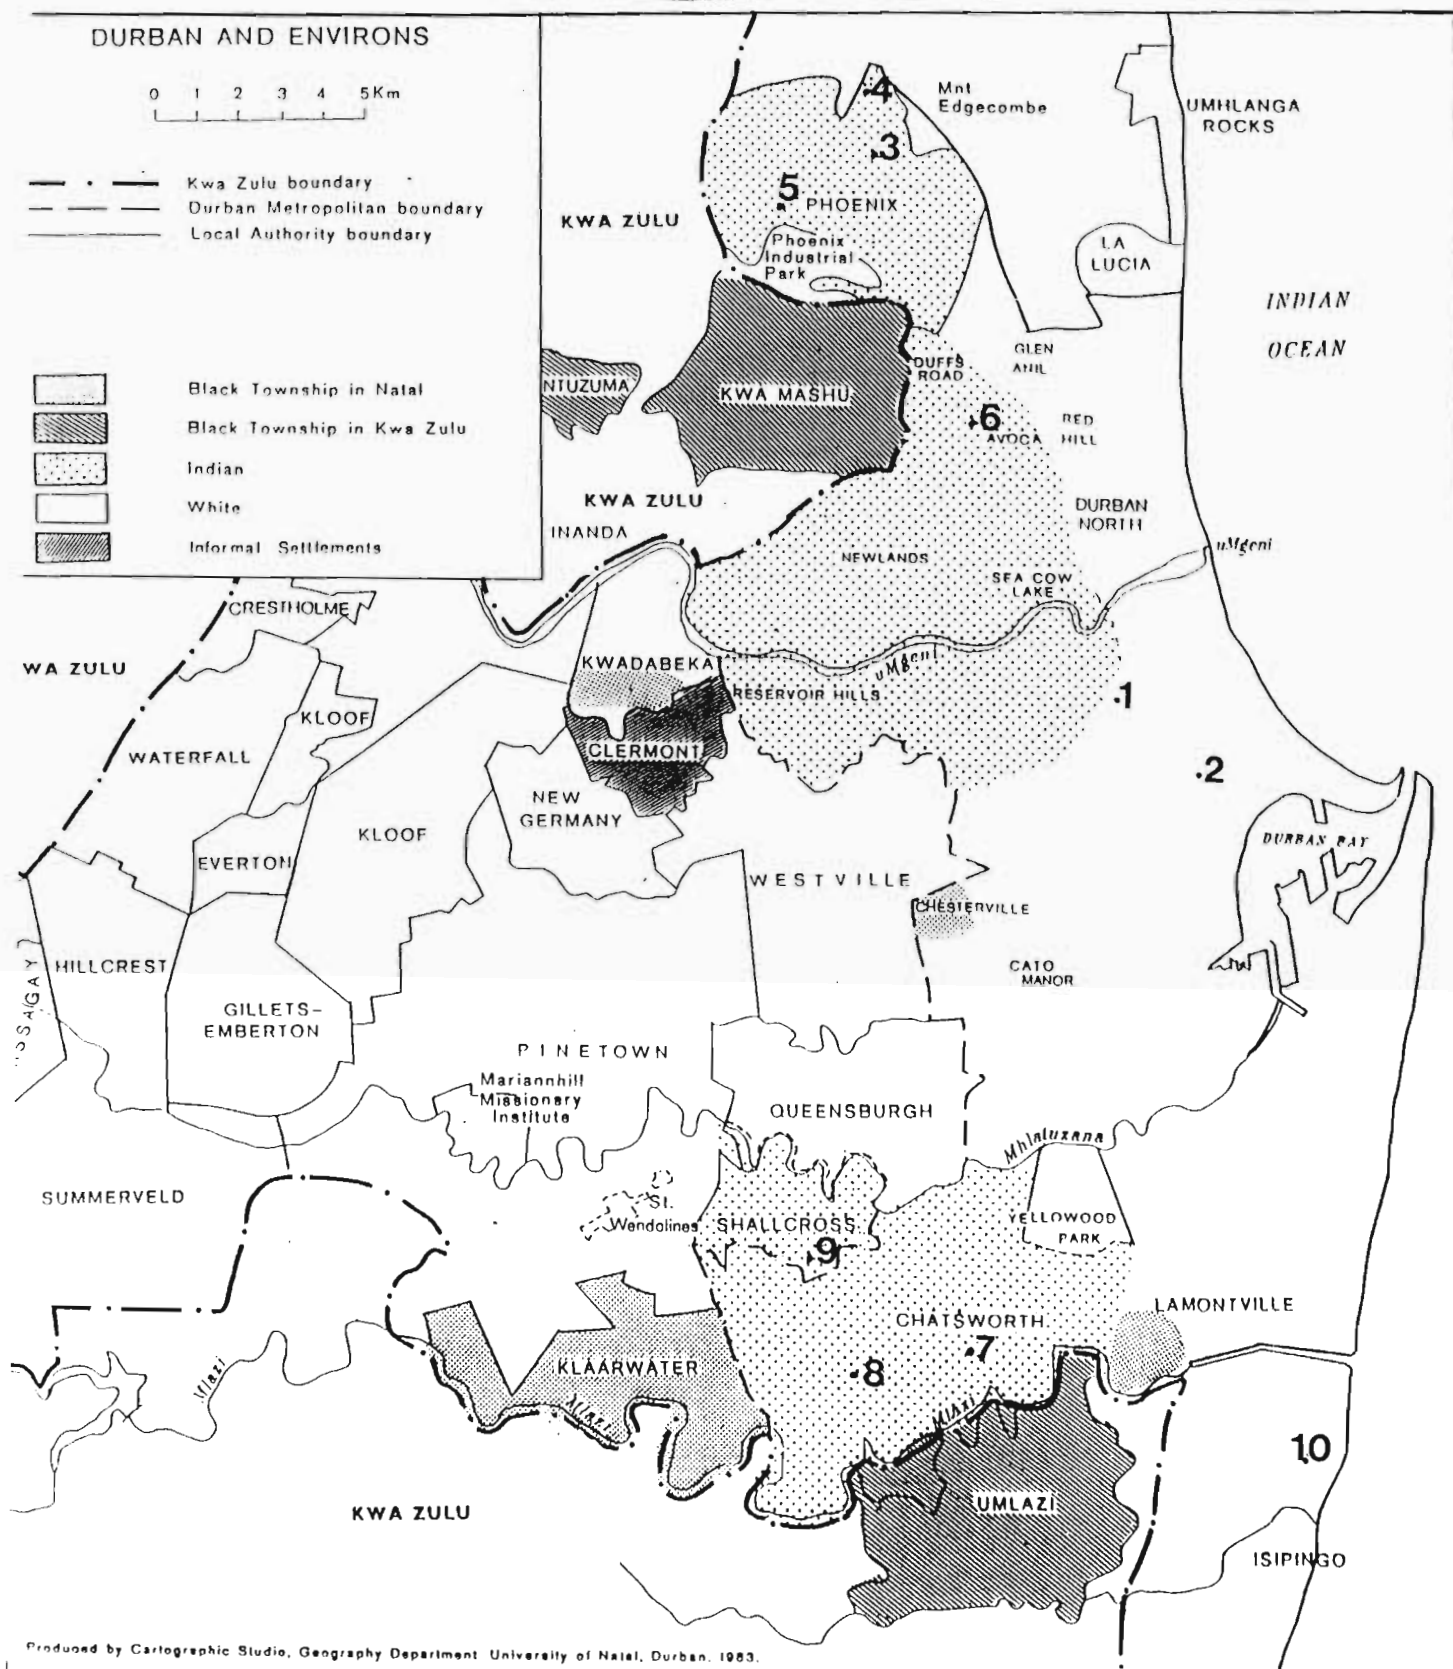 DURBAN AND ENVIRONS
0 1 2 3 4 5Km
Kwa Zulu boundary
Durban Metropolitan boundary
Local Authority boundary
Black Township in Natal
Black Township in Kwa Zulu
Indian
White
Informal Settlements
4
Mnt
Edgecombe
UMHLANGA
ROCKS
3
5
PHOENIX
KWA ZULU
Phoenix
Industrial
Park
LA
LUCIA
INDIAN
OCEAN
DUFFS
ROAD
GLEN
ANIL
NTUZUMA
KWA MASHU
6
AVOCA
RED
HILL
KWA ZULU
DURBAN
NORTH
INANDA
NEWLANDS
uMgeni
SEA COW
LAKE
CRESTHOLME
WA ZULU
KWADABEKA
uMgeni
RESERVOIR HILLS
1
KLOOF
WATERFALL
CLERMONT
2
NEW
GERMANY
KLOOF
DURBAN BAY
EVERTON
WESTVILLE
CHESTERVILLE
HILLCREST
CATO
MANOR
SSAGAY
GILLETS-
EMBERTON
PINETOWN
Mariannhill
Missionary
Institute
QUEENSBURGH
Mhlatuxana
SUMMERVELD
St.
Wendolines
SHALLCROSS
YELLOWOOD
PARK
9
LAMONTVILLE
CHATSWORTH
7
KLAARWATER
8
Mlazi
10
KWA ZULU
UMLAZI
ISIPINGO
Produced by Cartographic Studio, Geography Department University of Natal, Durban. 1983.